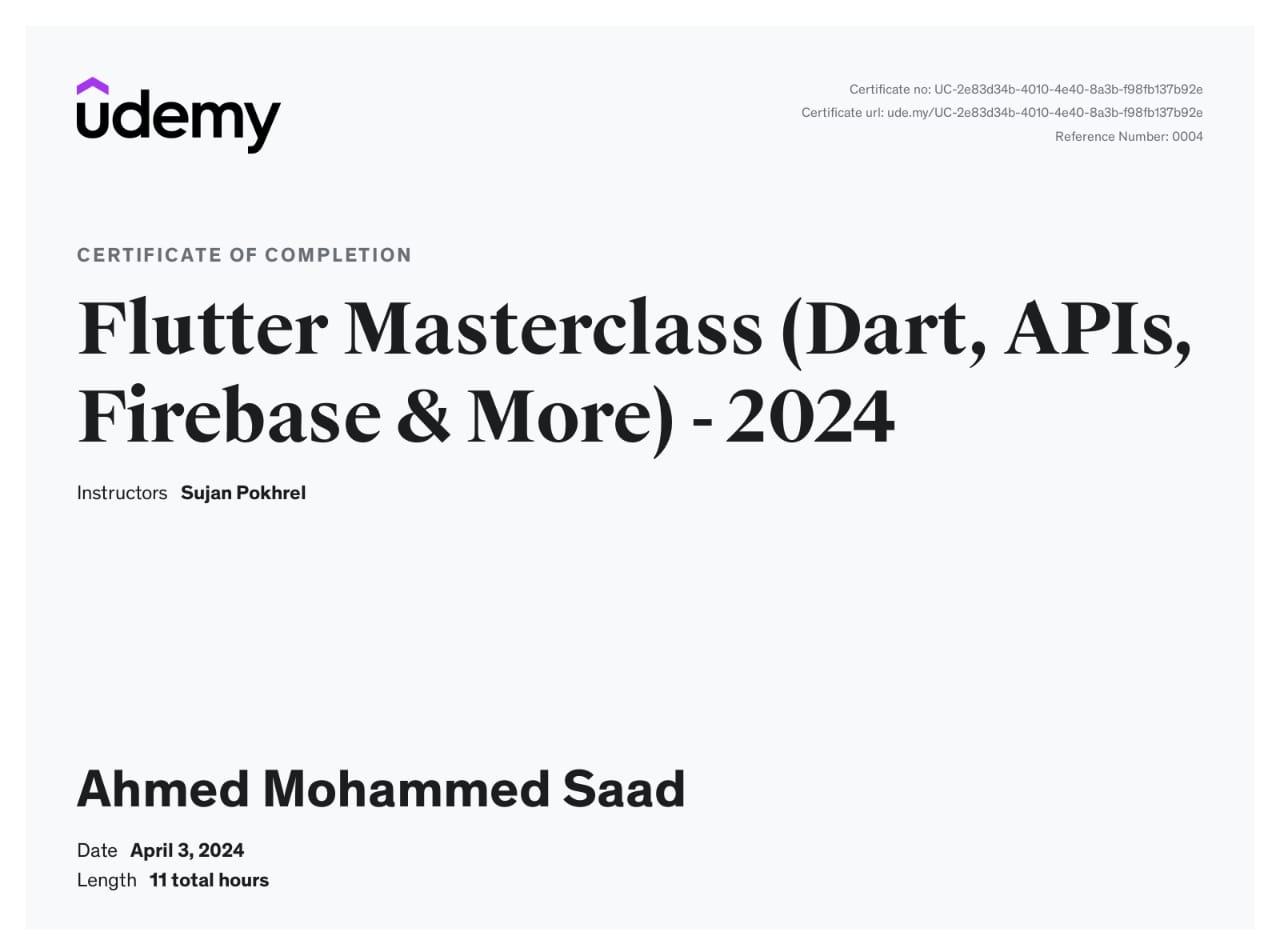 udemy
Certificate no: UC-2e83d34b-4010-4e40-8a3b-f98fb137b92e
Certificate url: ude.my/UC-2e83d34b-4010-4e40-8a3b-f98fb137b92e
Reference Number: 0004
CERTIFICATE OF COMPLETION
Flutter Masterclass (Dart, APIs,
Firebase & More) - 2024
Instructors Sujan Pokhrel
Ahmed Mohammed Saad
Date April 3, 2024
Length 11 total hours